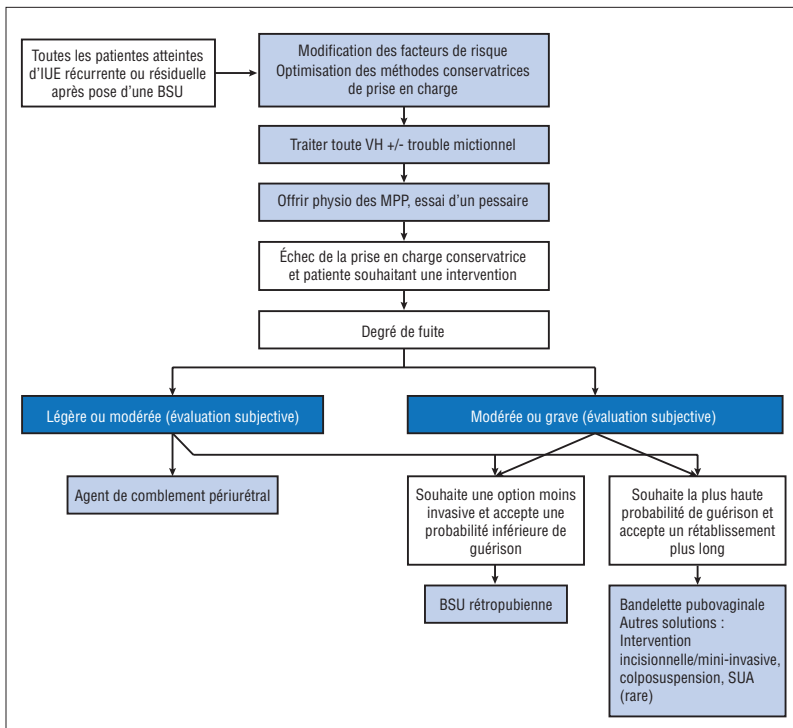 Toutes les patientes atteintes
d'IUE récurrente ou résiduelle
après pose d'une BSU
Modification des facteurs de risque
Optimisation des méthodes conservatrices
de prise en charge
Traiter toute VH +/- trouble mictionnel
Offrir physio des MPP, essai d'un pessaire
Échec de la prise en charge conservatrice
et patiente souhaitant une intervention
Degré de fuite
Légère ou modérée (évaluation subjective)
Modérée ou grave (évaluation subjective)
Agent de comblement périurétral
Souhaite une option moins
invasive et accepte une
probabilité inférieure de
guérison
Souhaite la plus haute
probabilité de guérison et
accepte un rétablissement
plus long
BSU rétropubienne
Bandelette pubovaginale
Autres solutions :
Intervention
incisionnelle/mini-invasive,
colposuspension, SUA
(rare)